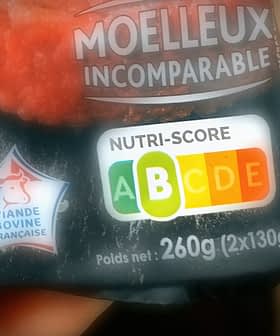 MOELLEUX
INCOMPARABLE
NUTRI-SCORE
A B C D E
VIANDE
BOVINE
FRANÇAISE
Poids net : 260g (2x130g